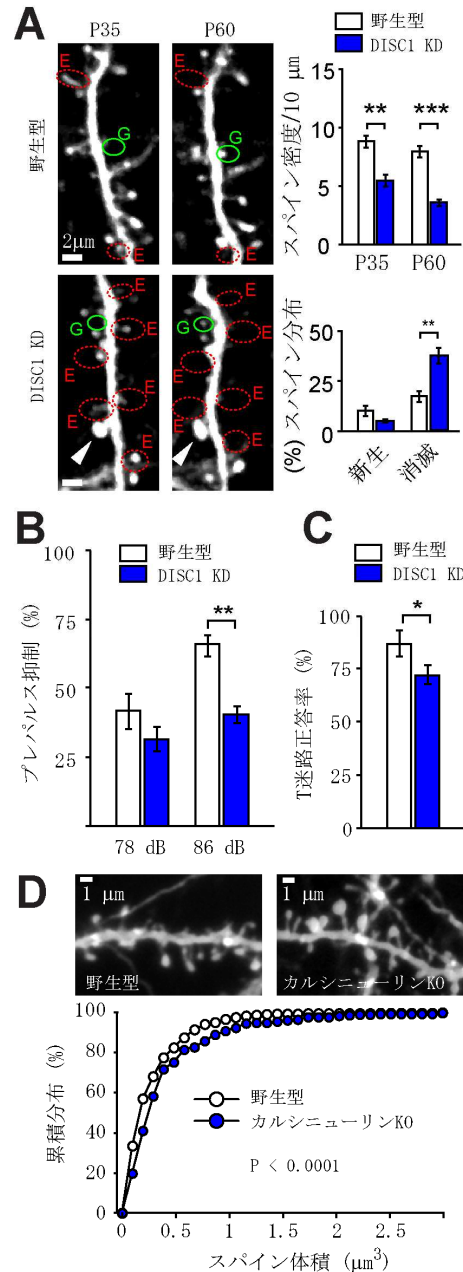 A
P35
P60
野生型
DISC1 KD
野生型
E
G
E
2μm
E
G
E
DISC1 KD
E
G
E
E
E
E
E
E
G
E
E
E
E
スパイン密度/10 μm
15
10
5
0
**
***
P35
P60
(%) スパイン分布
50
25
0
**
新生
消滅
B
野生型
DISC1 KD
プレパルス抑制 (%)
100
75
50
25
**
78 dB
86 dB
C
野生型
DISC1 KD
T迷路正答率 (%)
100
75
50
25
0
*
D
1 μm
野生型
1 μm
カルシニューリンKO
累積分布 (%)
100
80
60
40
20
0
野生型
カルシニューリンKO
P < 0.0001
0 0.5 1 1.5 2 2.5
スパイン体積 (μm³)